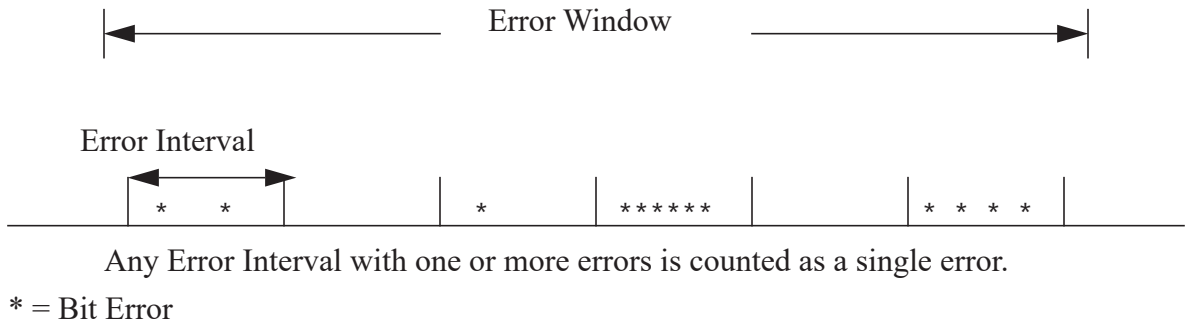 Error Window
Error Interval
* * * ****** * * * *
Any Error Interval with one or more errors is counted as a single error.
* = Bit Error